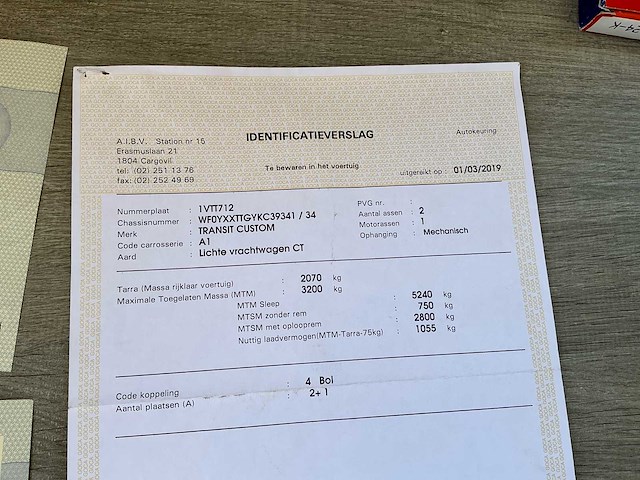 24-K
IDENTIFICATIEVERSLAG
Autokeuring
A.I.B.V. Station nr 15
Erasmuslaan 21
1804 Cargovil
tel: (02) 251 13 76
fax: (02) 252 49 69
Te bewaren in het voertuig
uitgereikt op : 01/03/2019
Nummerplaat : 1VTT712
Chassisnummer : WF0YXXTTGYKC39341 / 34
Merk : TRANSIT CUSTOM
Code carrosserie : A1
Aard : Lichte vrachtwagen CT
PVG nr. :
Aantal assen : 2
Motorassen : 1
Ophanging : Mechanisch
Tarra (Massa rijklaar voertuig) : 2070 kg
Maximale Toegelaten Massa (MTM) : 3200 kg
MTM Sleep : 5240 kg
MTSM zonder rem : 750 kg
MTSM met oplooprem : 2800 kg
Nuttig laadvermogen(MTM-Tarra-75kg) : 1055 kg
Code koppeling : 4 Bol
Aantal plaatsen (A) : 2+ 1